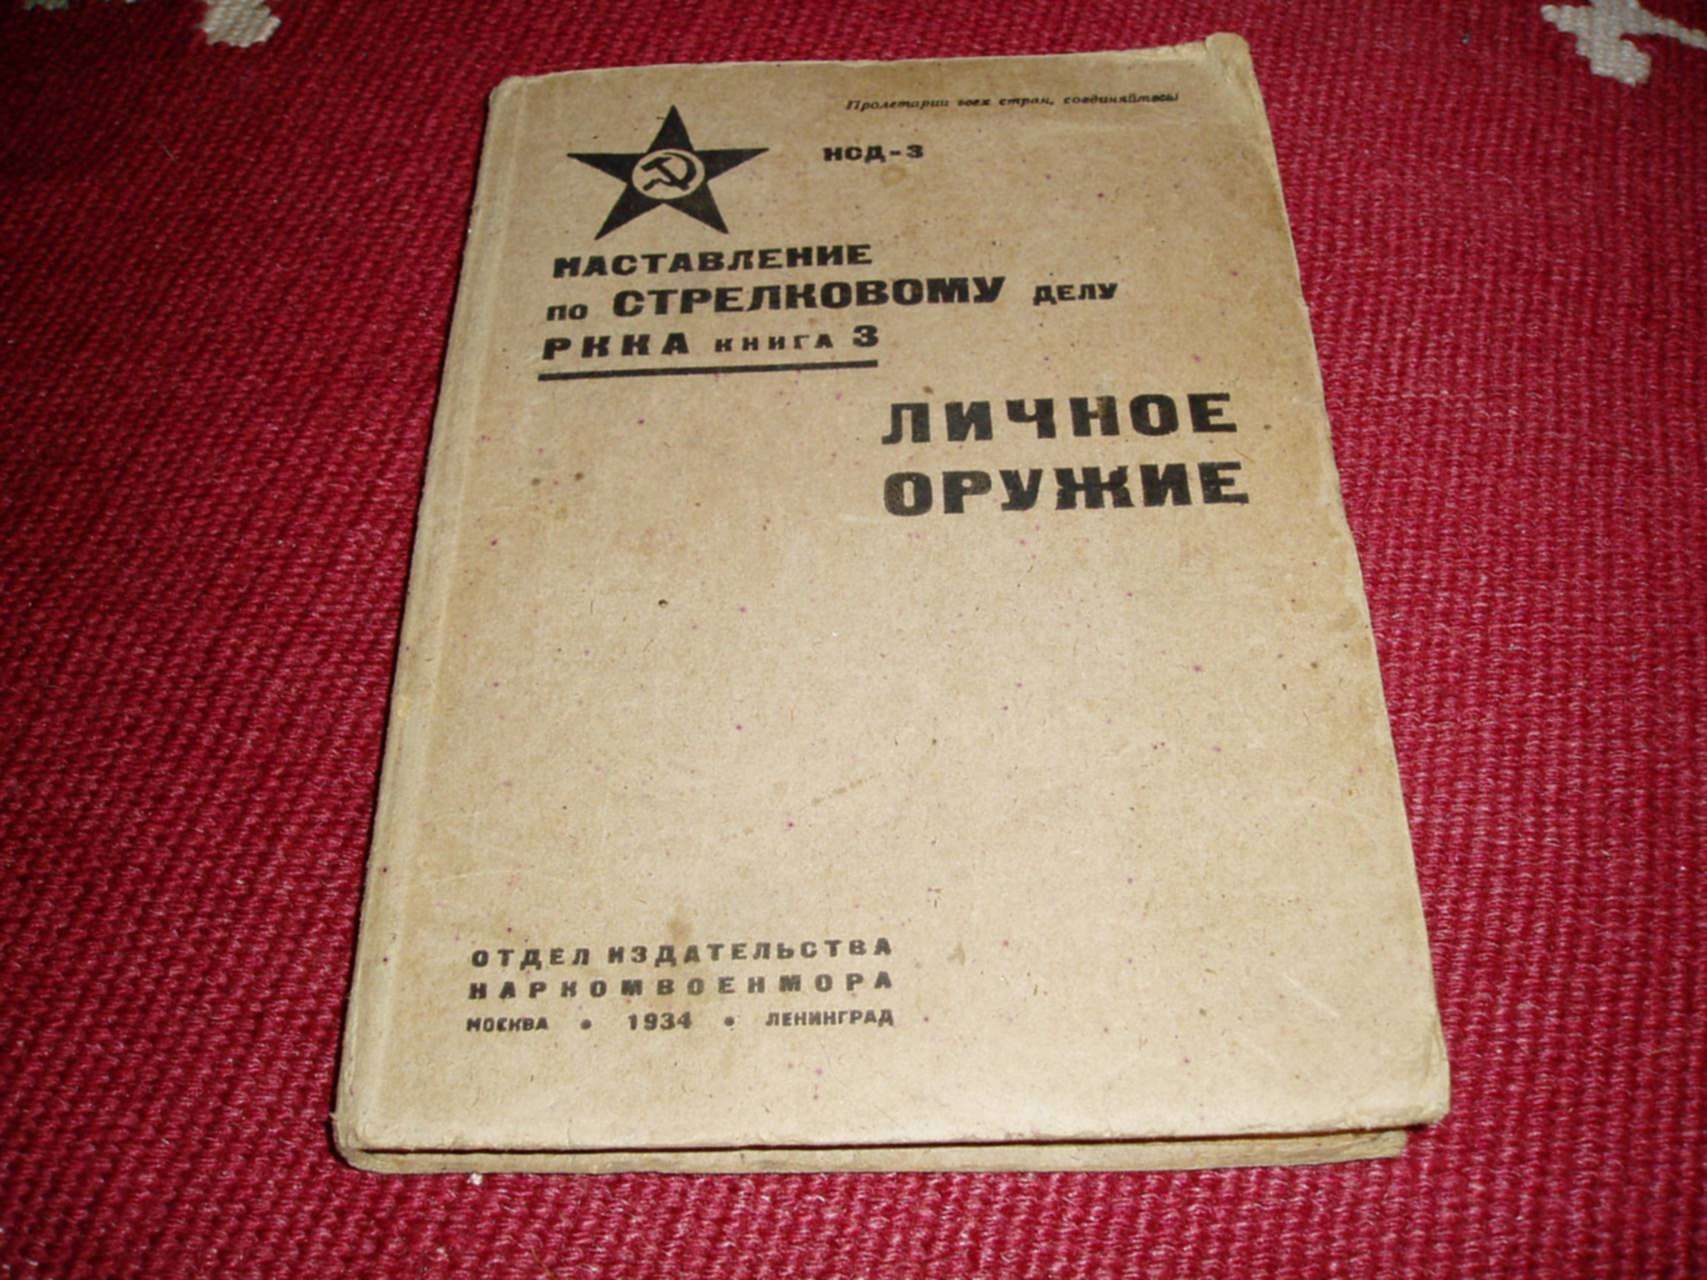 Пролетарии всех стран, соединяйтесь!
НСД-3
НАСТАВЛЕНИЕ
ПО СТРЕЛКОВОМУ ДЕЛУ
РККА КНИГА 3
ЛИЧНОЕ
ОРУЖИЕ
ОТДЕЛ ИЗДАТЕЛЬСТВА
НАРКОМВОЕНМОРА
МОСКВА • 1934 • ЛЕНИНГРАД